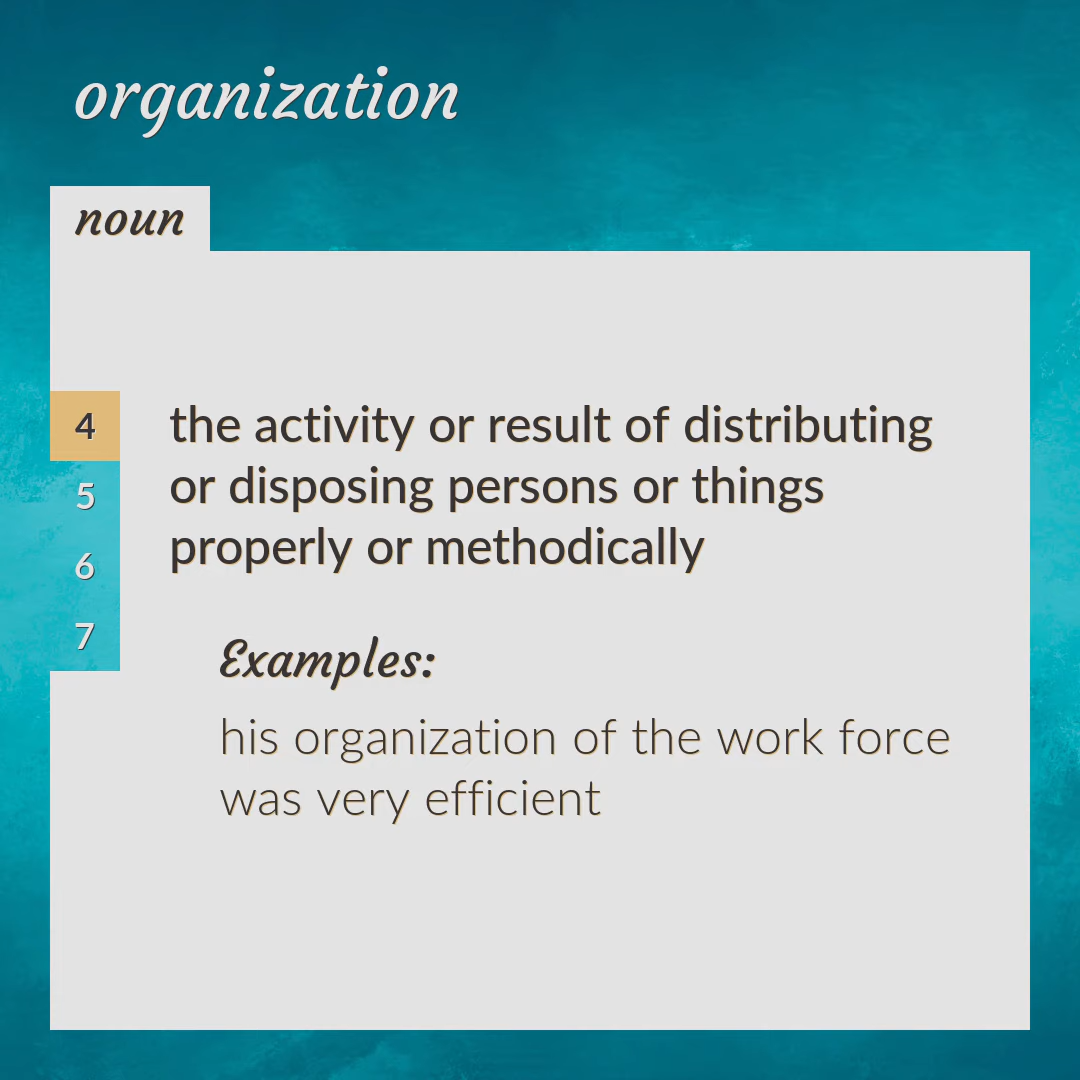 organization
noun
4
the activity or result of distributing
or disposing persons or things
properly or methodically
5
6
7
Examples:
his organization of the work force
was very efficient